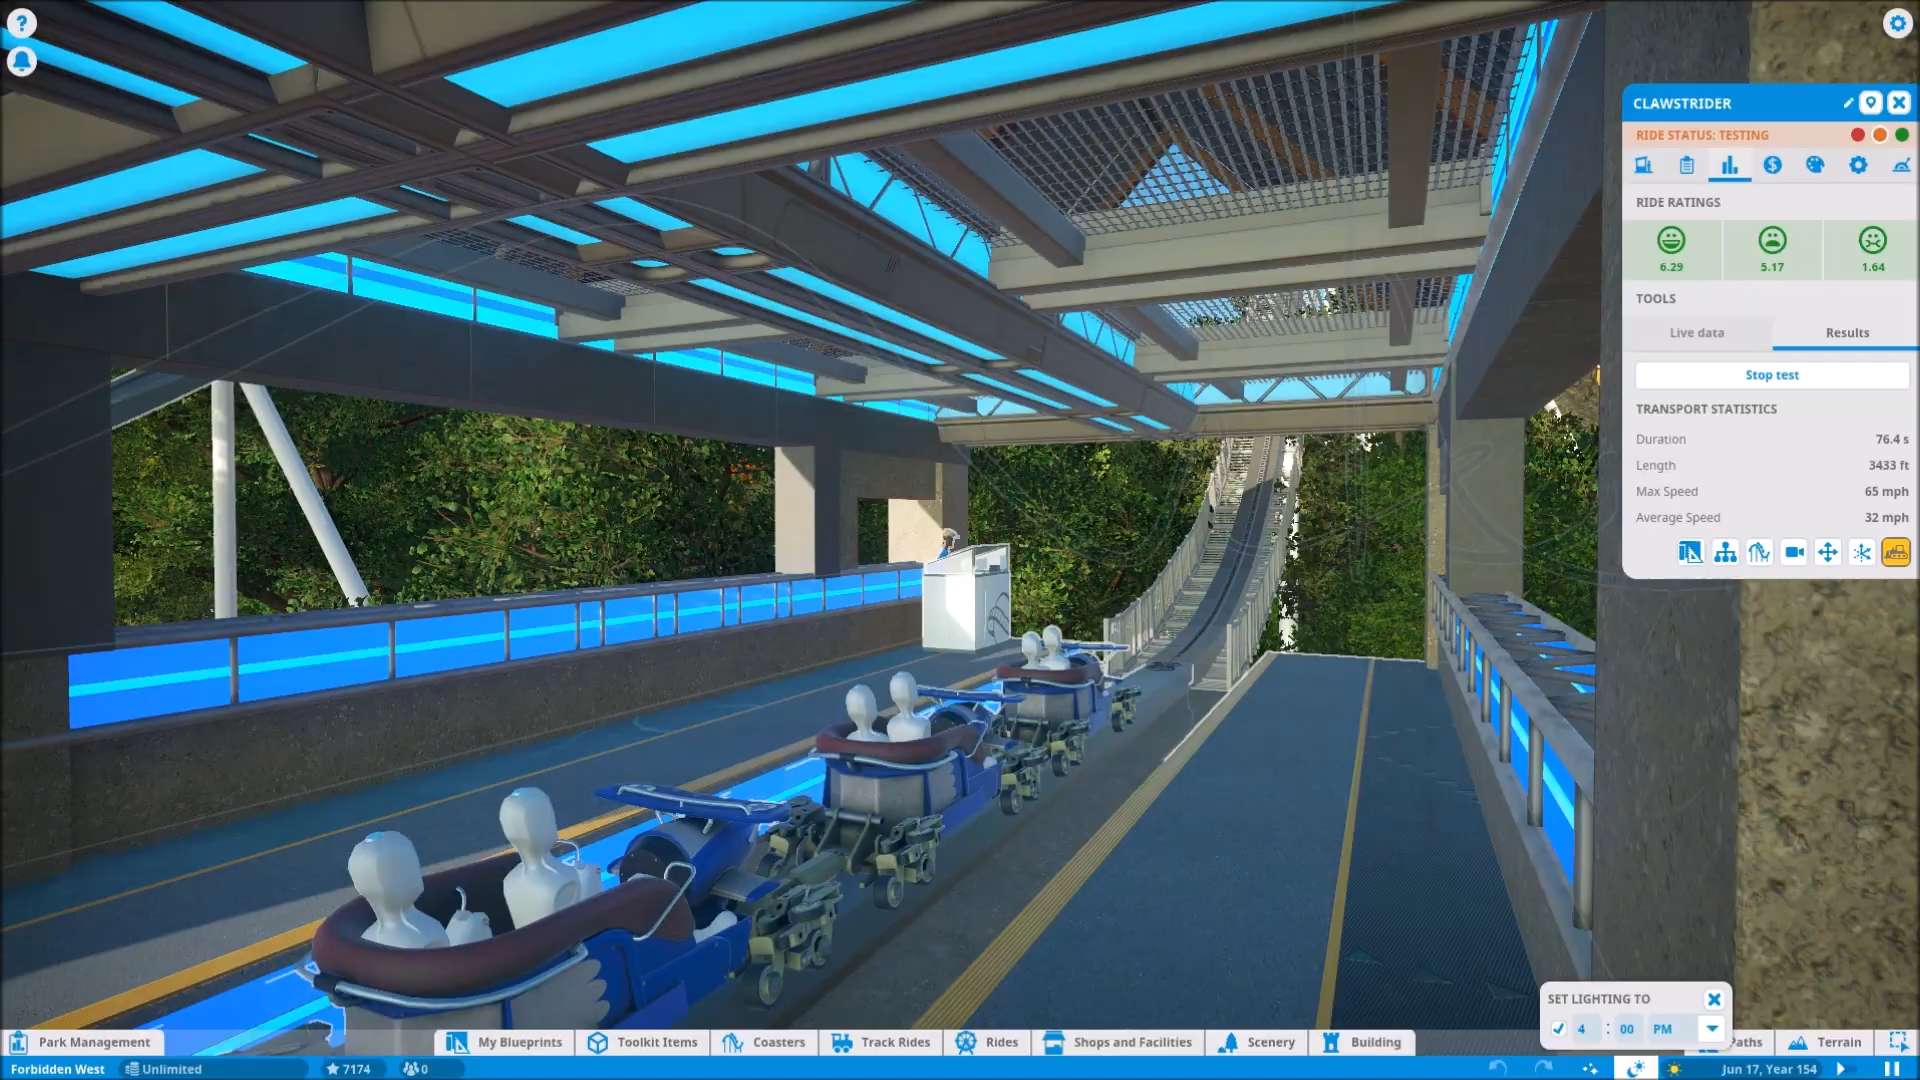 ?
CLAWSTRIDER
RIDE STATUS: TESTING
RIDE RATINGS
6.29
5.17
1.64
TOOLS
Live data
Results
Stop test
TRANSPORT STATISTICS
Duration 76.4 s
Length 3433 ft
Max Speed 65 mph
Average Speed 32 mph
SET LIGHTING TO
4 : 00 PM
Park Management
My Blueprints
Toolkit Items
Coasters
Track Rides
Rides
Shops and Facilities
Scenery
Building
Paths
Terrain
Forbidden West
Unlimited
7174
0
Jun 17, Year 154